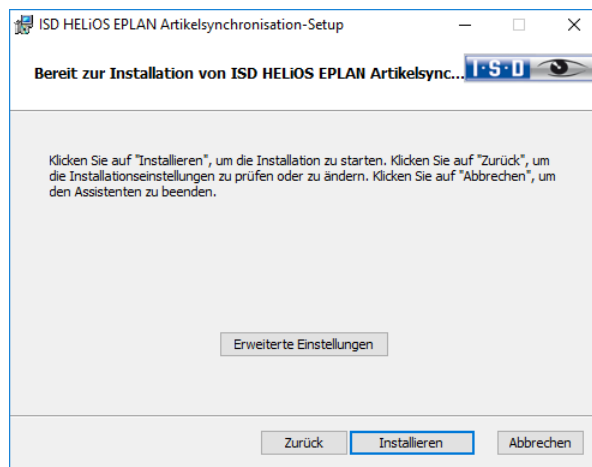 ISD HELiOS EPLAN Artikelsynchronisation-Setup
Bereit zur Installation von ISD HELiOS EPLAN Artikelsync...
I·S·D
Klicken Sie auf "Installieren", um die Installation zu starten. Klicken Sie auf "Zurück", um
die Installationseinstellungen zu prüfen oder zu ändern. Klicken Sie auf "Abbrechen", um
den Assistenten zu beenden.
Erweiterte Einstellungen
Zurück
Installieren
Abbrechen